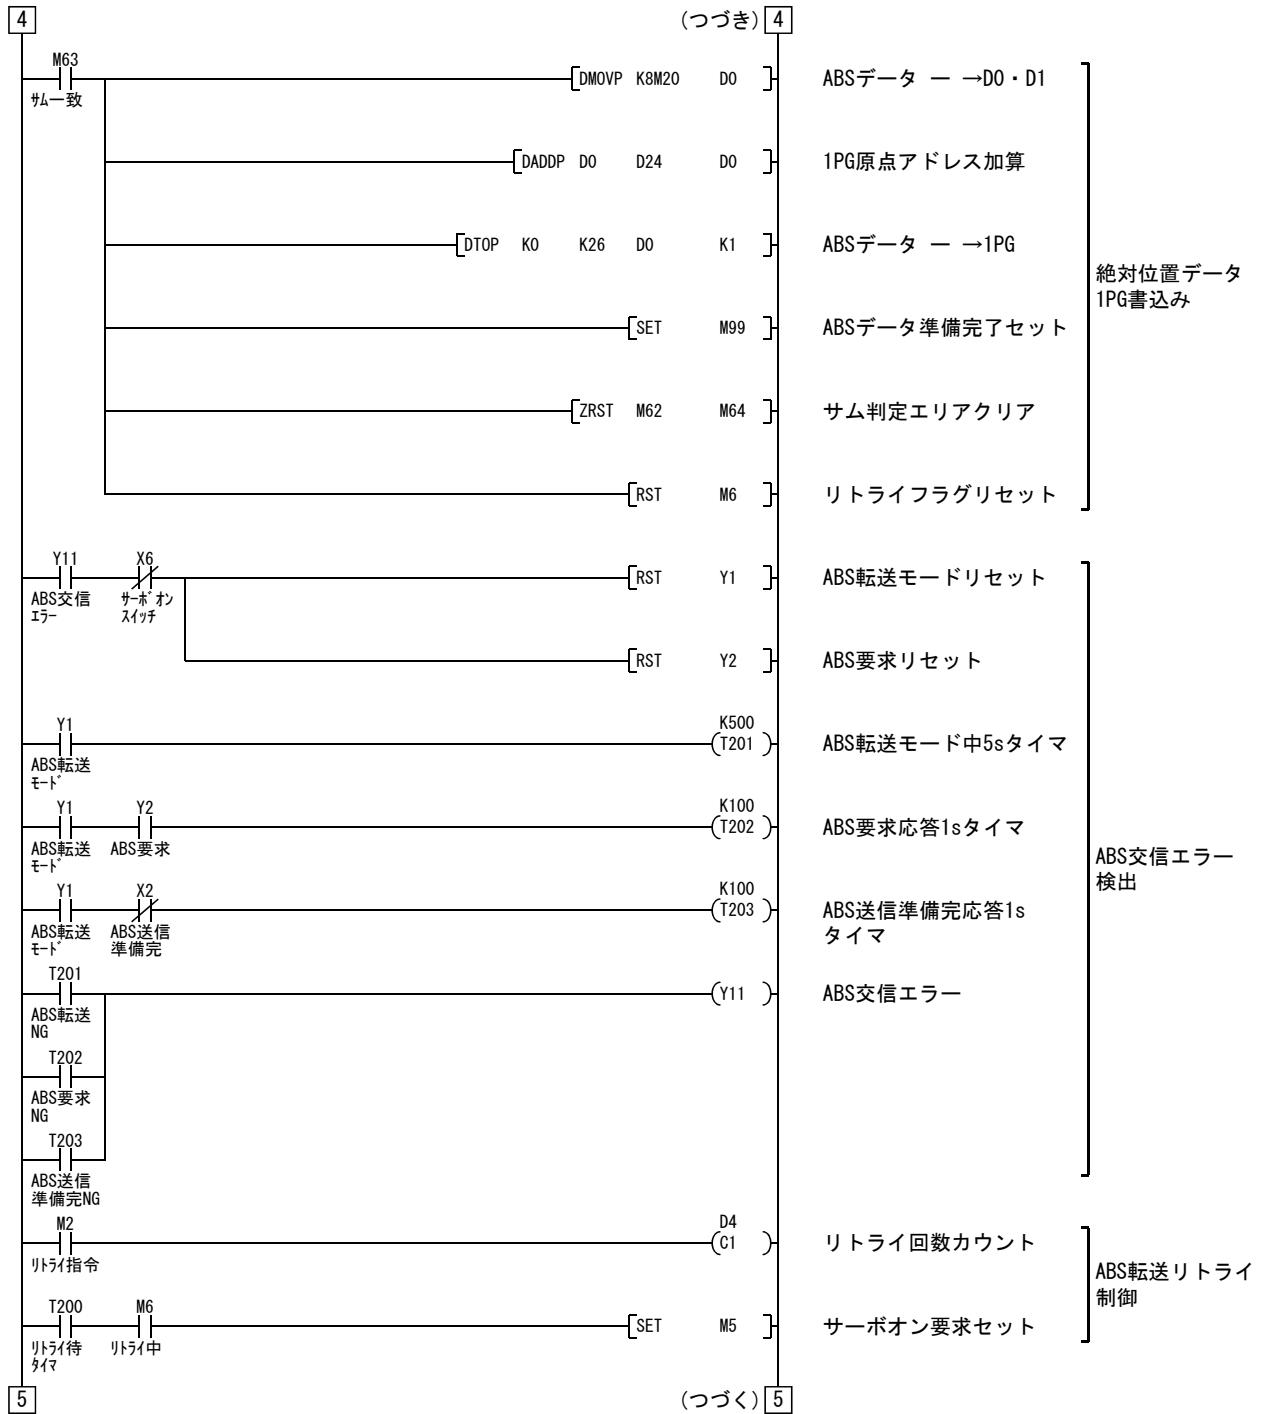 4 (つづき) 4
M63
サム一致
DMOVP K8M20 D0 ABSデータ ー →D0・D1
DADDP D0 D24 D0 1PG原点アドレス加算
DTOP K0 K26 D0 K1 ABSデータ ー →1PG
絶対位置データ
1PG書込み
SET M99 ABSデータ準備完了セット
ZRST M62 M64 サム判定エリアクリア
RST M6 リトライフラグリセット
Y11 X6
ABS交信
エラー
サーボオン
スイッチ
RST Y1 ABS転送モードリセット
RST Y2 ABS要求リセット
Y1
ABS転送
モード
K500
T201 ABS転送モード中5sタイマ
Y1 Y2
ABS転送
モード
ABS要求
K100
T202 ABS要求応答1sタイマ
ABS交信エラー
検出
Y1 X2
ABS転送
モード
ABS送信
準備完
K100
T203 ABS送信準備完応答1s
タイマ
T201
ABS転送
NG
Y11 ABS交信エラー
T202
ABS要求
NG
T203
ABS送信
準備完NG
M2
リトライ指令
D4
C1 リトライ回数カウント
ABS転送リトライ
制御
T200 M6
リトライ待
タイマ
リトライ中
SET M5 サーボオン要求セット
5 (つづく) 5